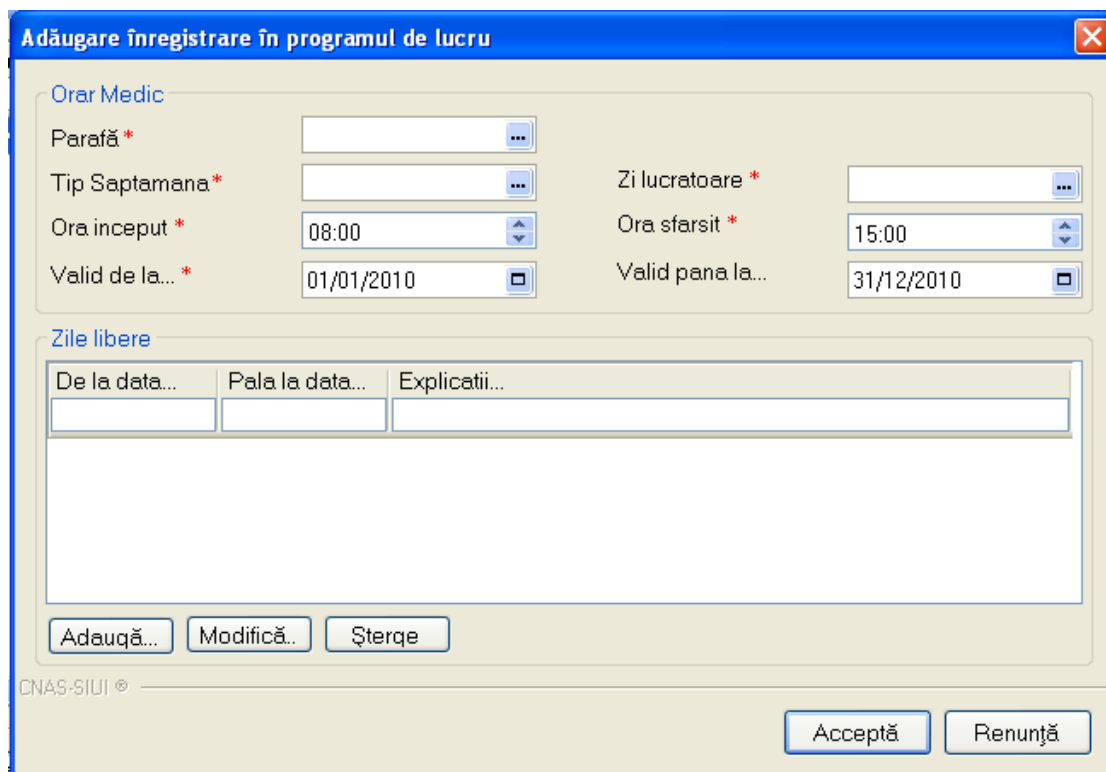 Adăugare înregistrare în programul de lucru
Orar Medic
Parafă *
Tip Saptamana * Zi lucratoare *
Ora inceput * 08:00 Ora sfarsit * 15:00
Valid de la... * 01/01/2010 Valid pana la... 31/12/2010
Zile libere
De la data... Pala la data... Explicatii...
Adaugă... Modifică.. Şterge
CNAS-SIUI ®
Acceptă Renunţă